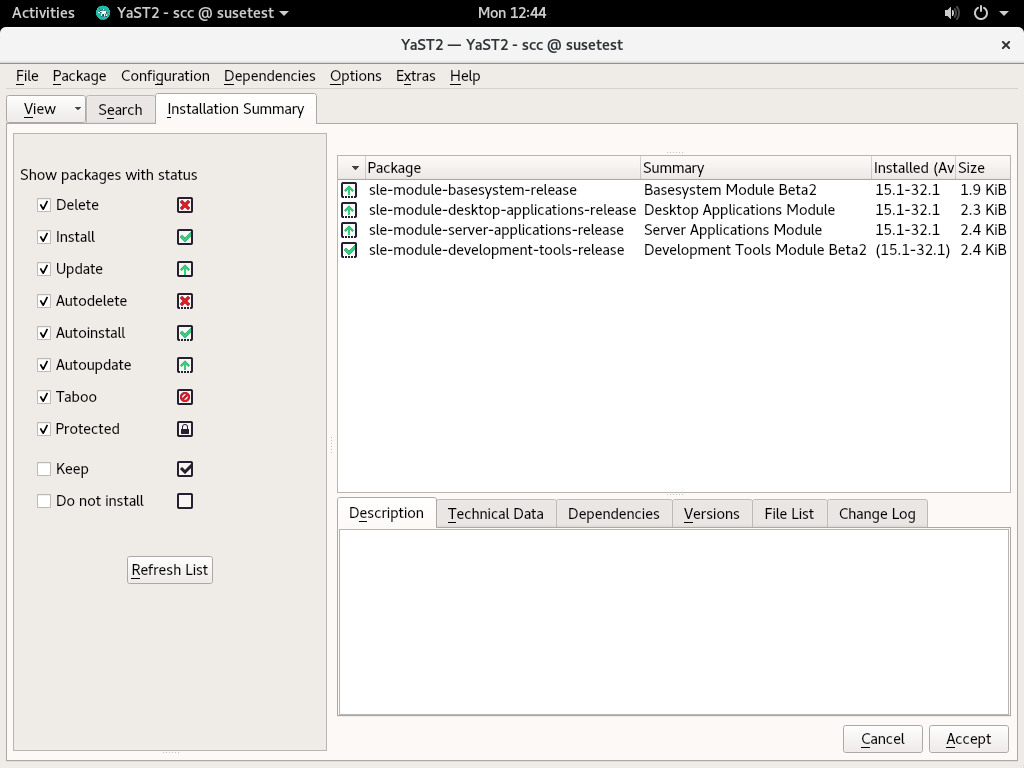 Activities YaST2 - scc @ susetest Mon 12:44
YaST2 — YaST2 - scc @ susetest ×
File Package Configuration Dependencies Options Extras Help
View Search Installation Summary
Show packages with status
Delete
Install
Update
Autodelete
Autoinstall
Autoupdate
Taboo
Protected
Keep
Do not install
Refresh List
Package Summary Installed (Av Size
sle-module-basesystem-release Basesystem Module Beta2 15.1-32.1 1.9 KiB
sle-module-desktop-applications-release Desktop Applications Module 15.1-32.1 2.3 KiB
sle-module-server-applications-release Server Applications Module 15.1-32.1 2.4 KiB
sle-module-development-tools-release Development Tools Module Beta2 (15.1-32.1) 2.4 KiB
Description Technical Data Dependencies Versions File List Change Log
Cancel Accept